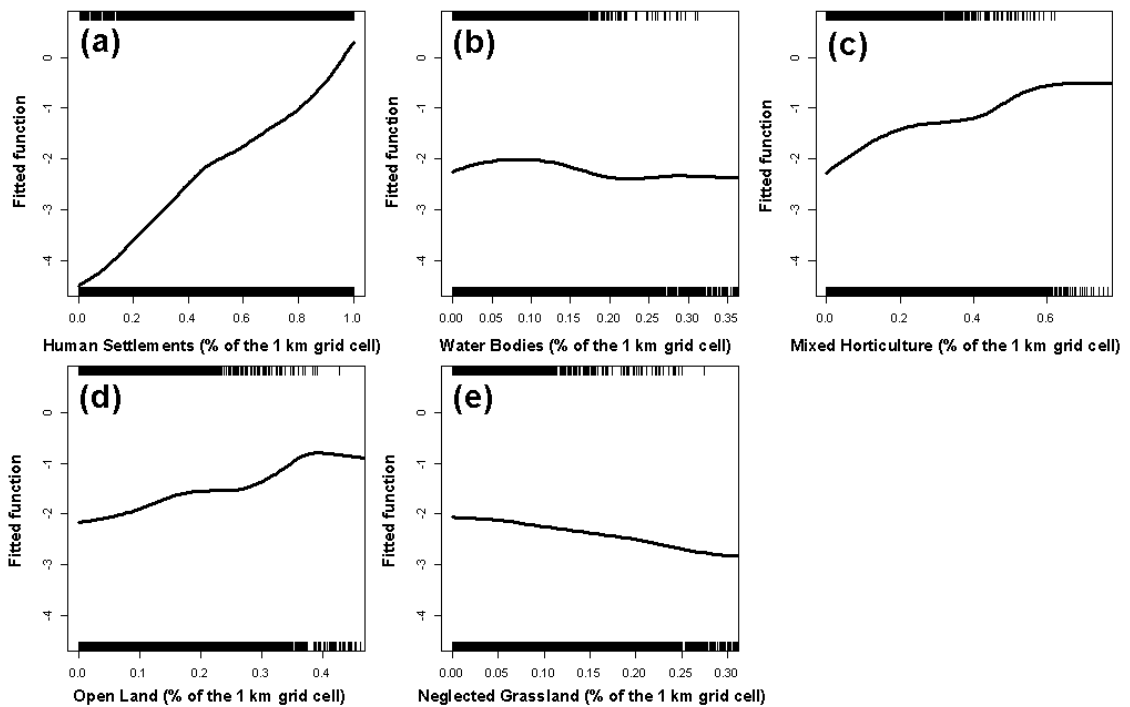 (a)
Fitted function
0
-1
-2
-3
-4
0.0 0.2 0.4 0.6 0.8 1.0
Human Settlements (% of the 1 km grid cell)
(b)
Fitted function
0
-1
-2
-3
-4
0.00 0.05 0.10 0.15 0.20 0.25 0.30 0.35
Water Bodies (% of the 1 km grid cell)
(c)
Fitted function
0
-1
-2
-3
-4
0.0 0.2 0.4 0.6
Mixed Horticulture (% of the 1 km grid cell)
(d)
Fitted function
0
-1
-2
-3
-4
0.0 0.1 0.2 0.3 0.4
Open Land (% of the 1 km grid cell)
(e)
Fitted function
0
-1
-2
-3
-4
0.00 0.05 0.10 0.15 0.20 0.25 0.30
Neglected Grassland (% of the 1 km grid cell)